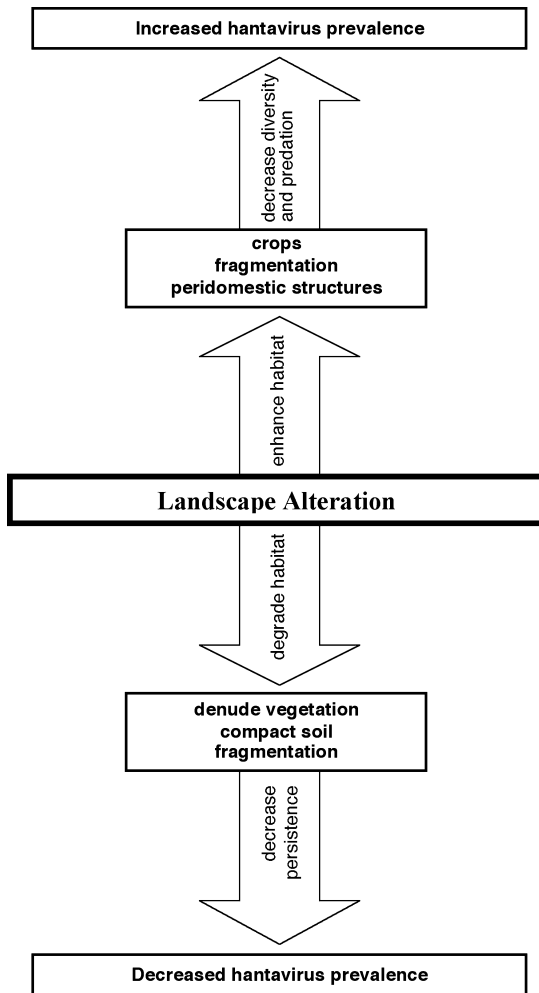 Increased hantavirus prevalence
decrease diversity
and predation
crops
fragmentation
peridomestic structures
enhance habitat
Landscape Alteration
degrade habitat
denude vegetation
compact soil
fragmentation
decrease
persistence
Decreased hantavirus prevalence